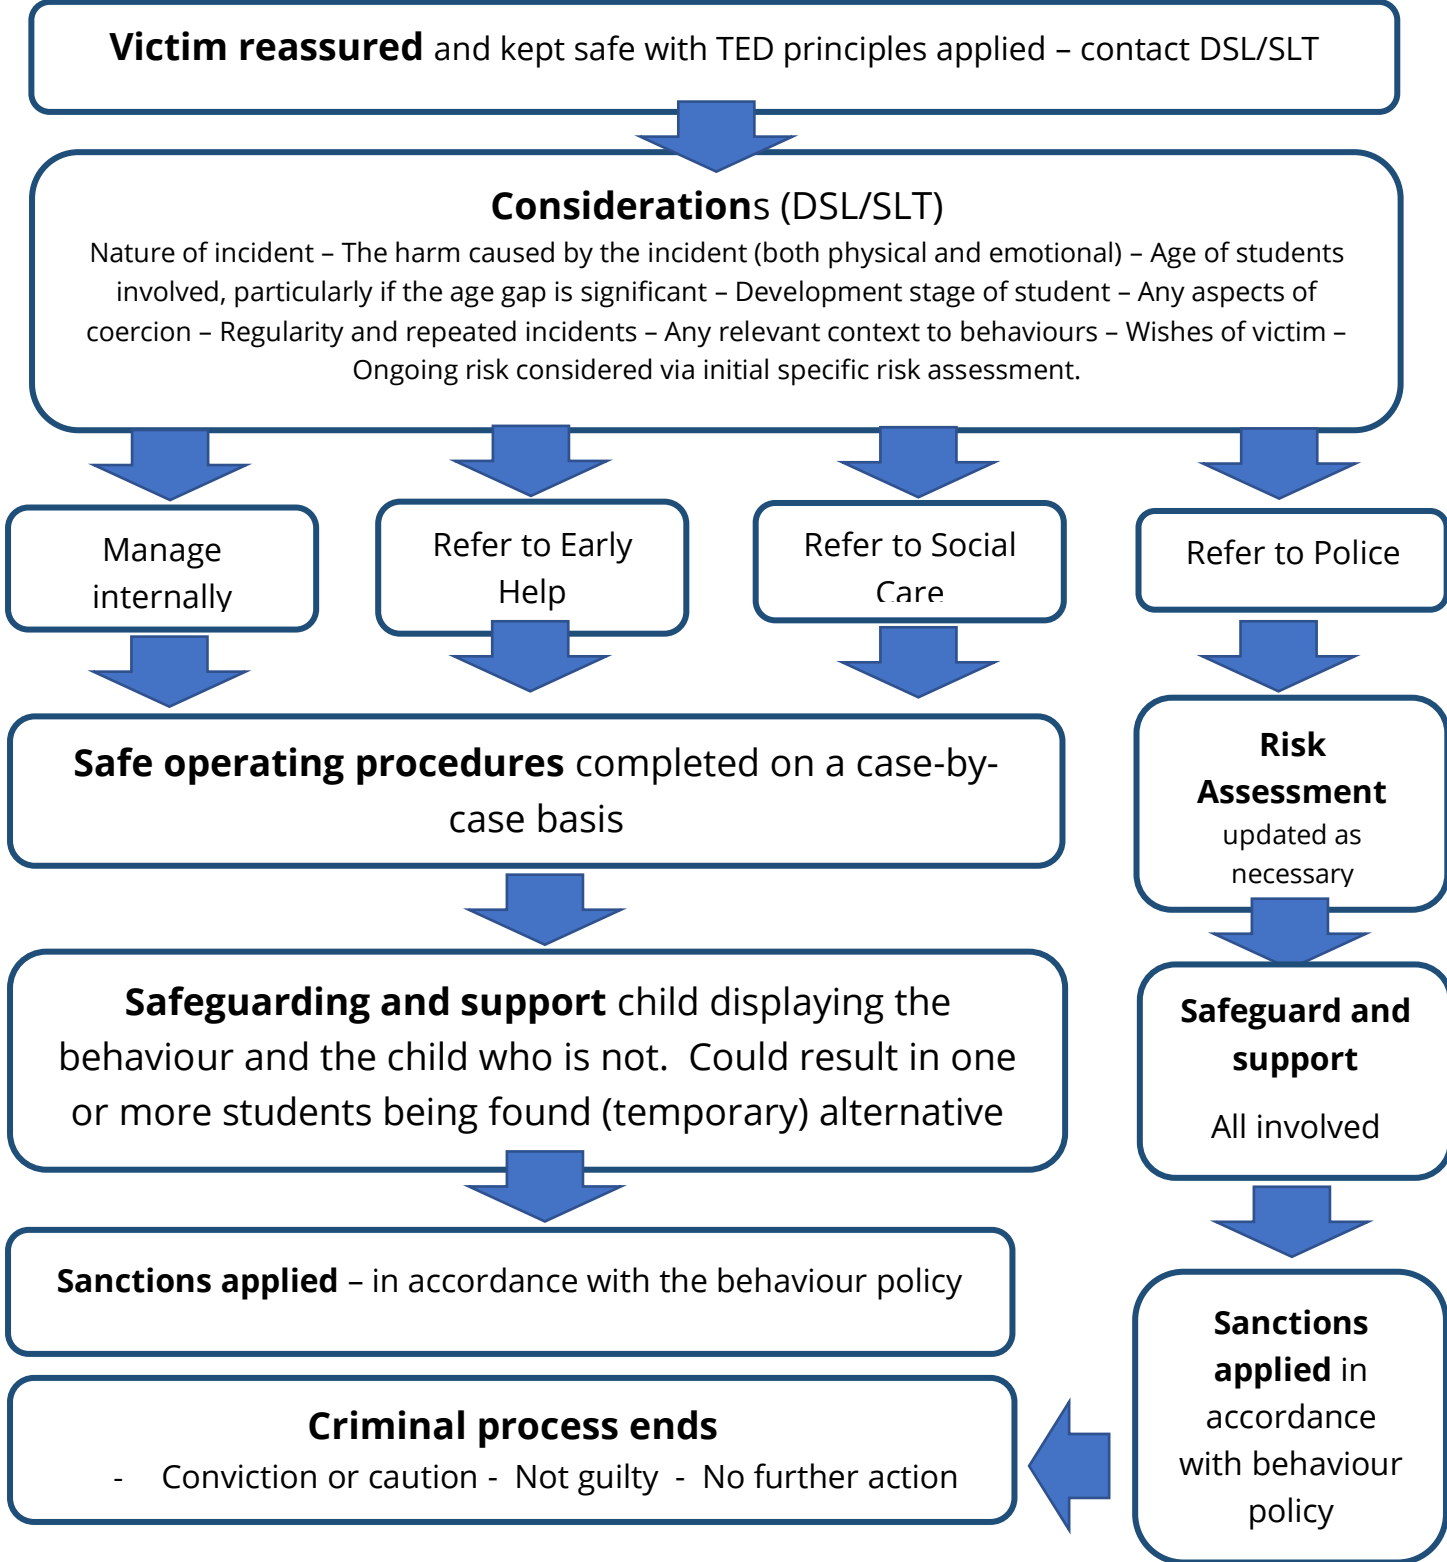 Victim reassured and kept safe with TED principles applied – contact DSL/SLT
Considerations (DSL/SLT)
Nature of incident – The harm caused by the incident (both physical and emotional) – Age of students
involved, particularly if the age gap is significant – Development stage of student – Any aspects of
coercion – Regularity and repeated incidents – Any relevant context to behaviours – Wishes of victim –
Ongoing risk considered via initial specific risk assessment.
Manage
internally
Refer to Early
Help
Refer to Social
Care
Refer to Police
Safe operating procedures completed on a case-by-
case basis
Risk
Assessment
updated as
necessary
Safeguarding and support child displaying the
behaviour and the child who is not.  Could result in one
or more students being found (temporary) alternative
Safeguard and
support
All involved
Sanctions applied – in accordance with the behaviour policy
Sanctions
applied in
accordance
with behaviour
policy
Criminal process ends
- Conviction or caution - Not guilty - No further action